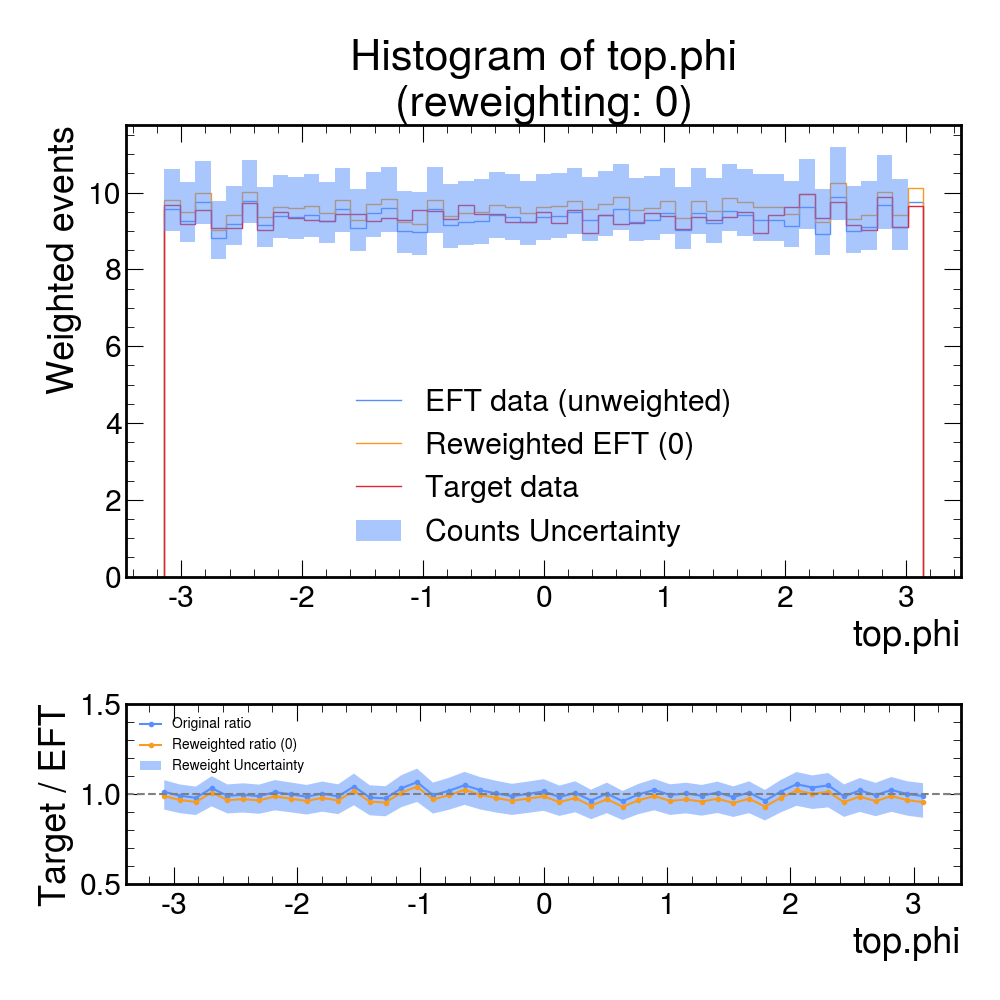 Histogram of top.phi
(reweighting: 0)
Weighted events
10
8
6
4
2
0
EFT data (unweighted)
Reweighted EFT (0)
Target data
Counts Uncertainty
-3 -2 -1 0 1 2 3
top.phi
Target / EFT
1.5
1.0
0.5
Original ratio
Reweighted ratio (0)
Reweight Uncertainty
-3 -2 -1 0 1 2 3
top.phi